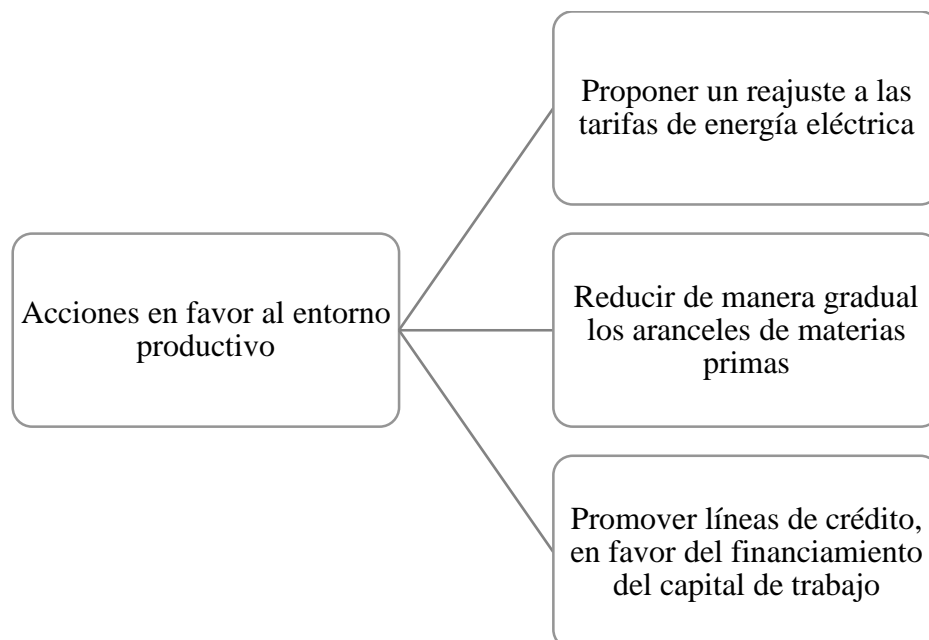 Acciones en favor al entorno
productivo
Proponer un reajuste a las
tarifas de energía eléctrica
Reducir de manera gradual
los aranceles de materias
primas
Promover líneas de crédito,
en favor del financiamiento
del capital de trabajo